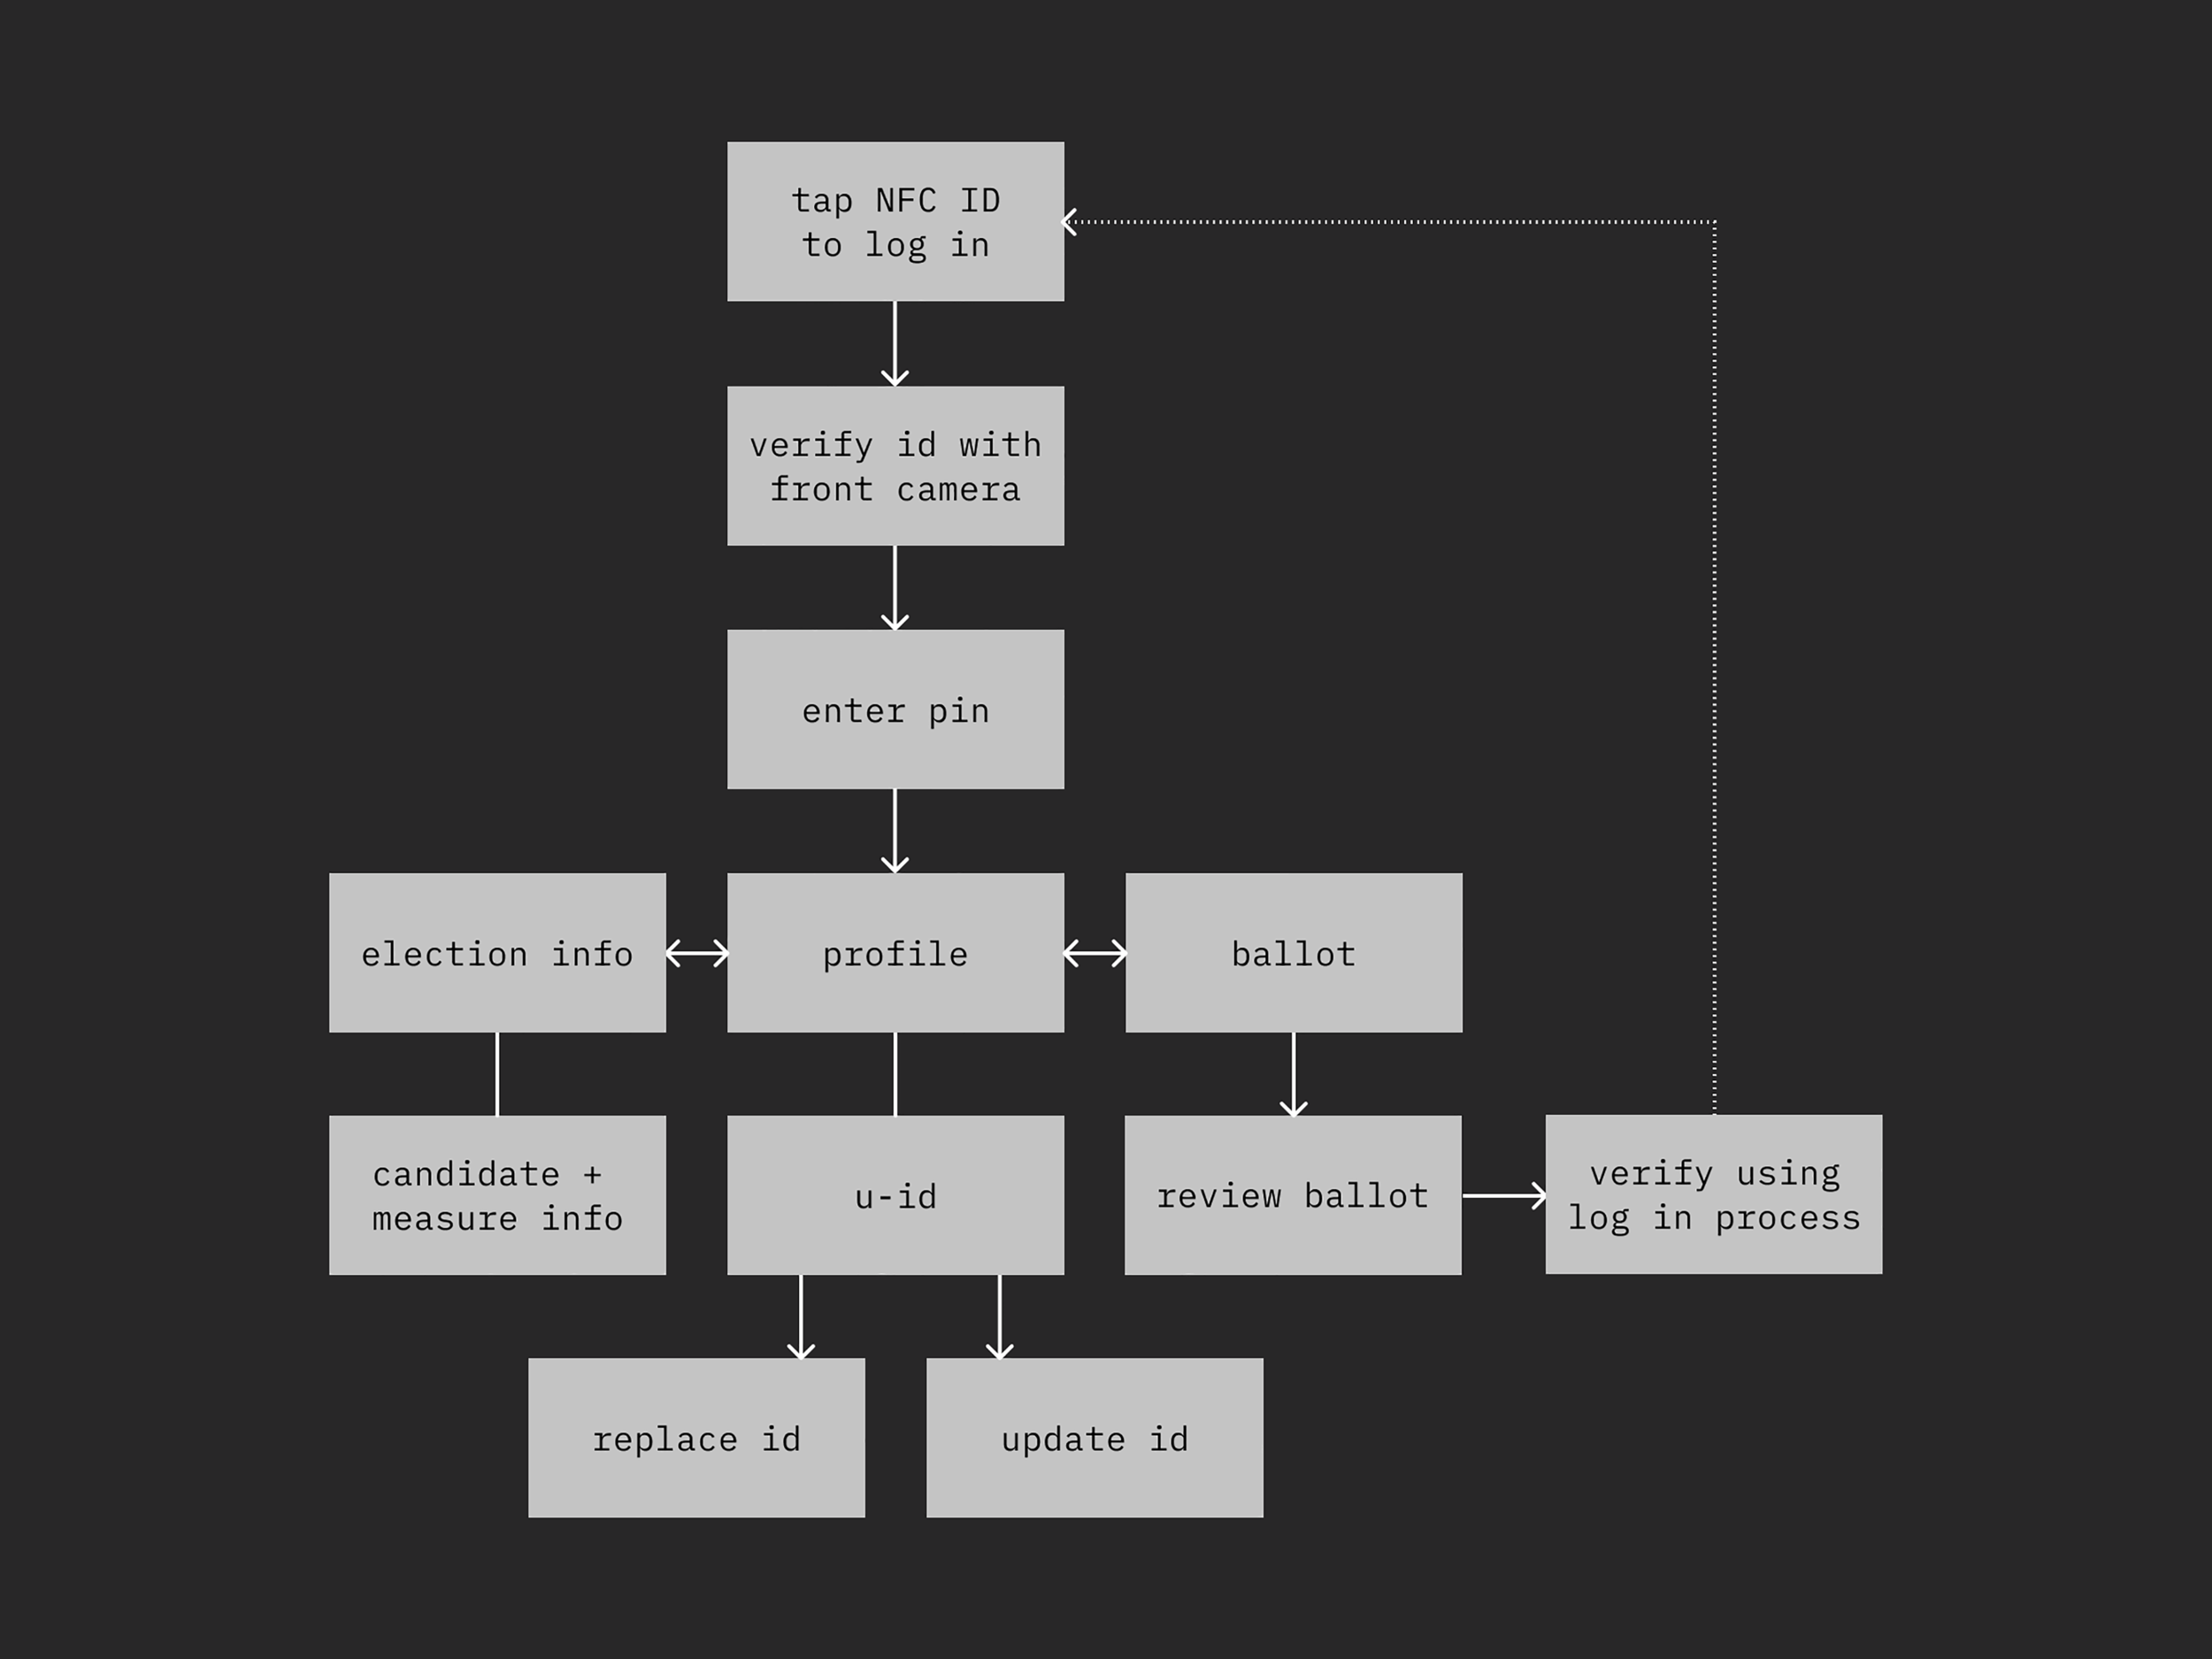 tap NFC ID
to log in
verify id with
front camera
enter pin
election info
profile
ballot
candidate +
measure info
u-id
review ballot
verify using
log in process
replace id
update id